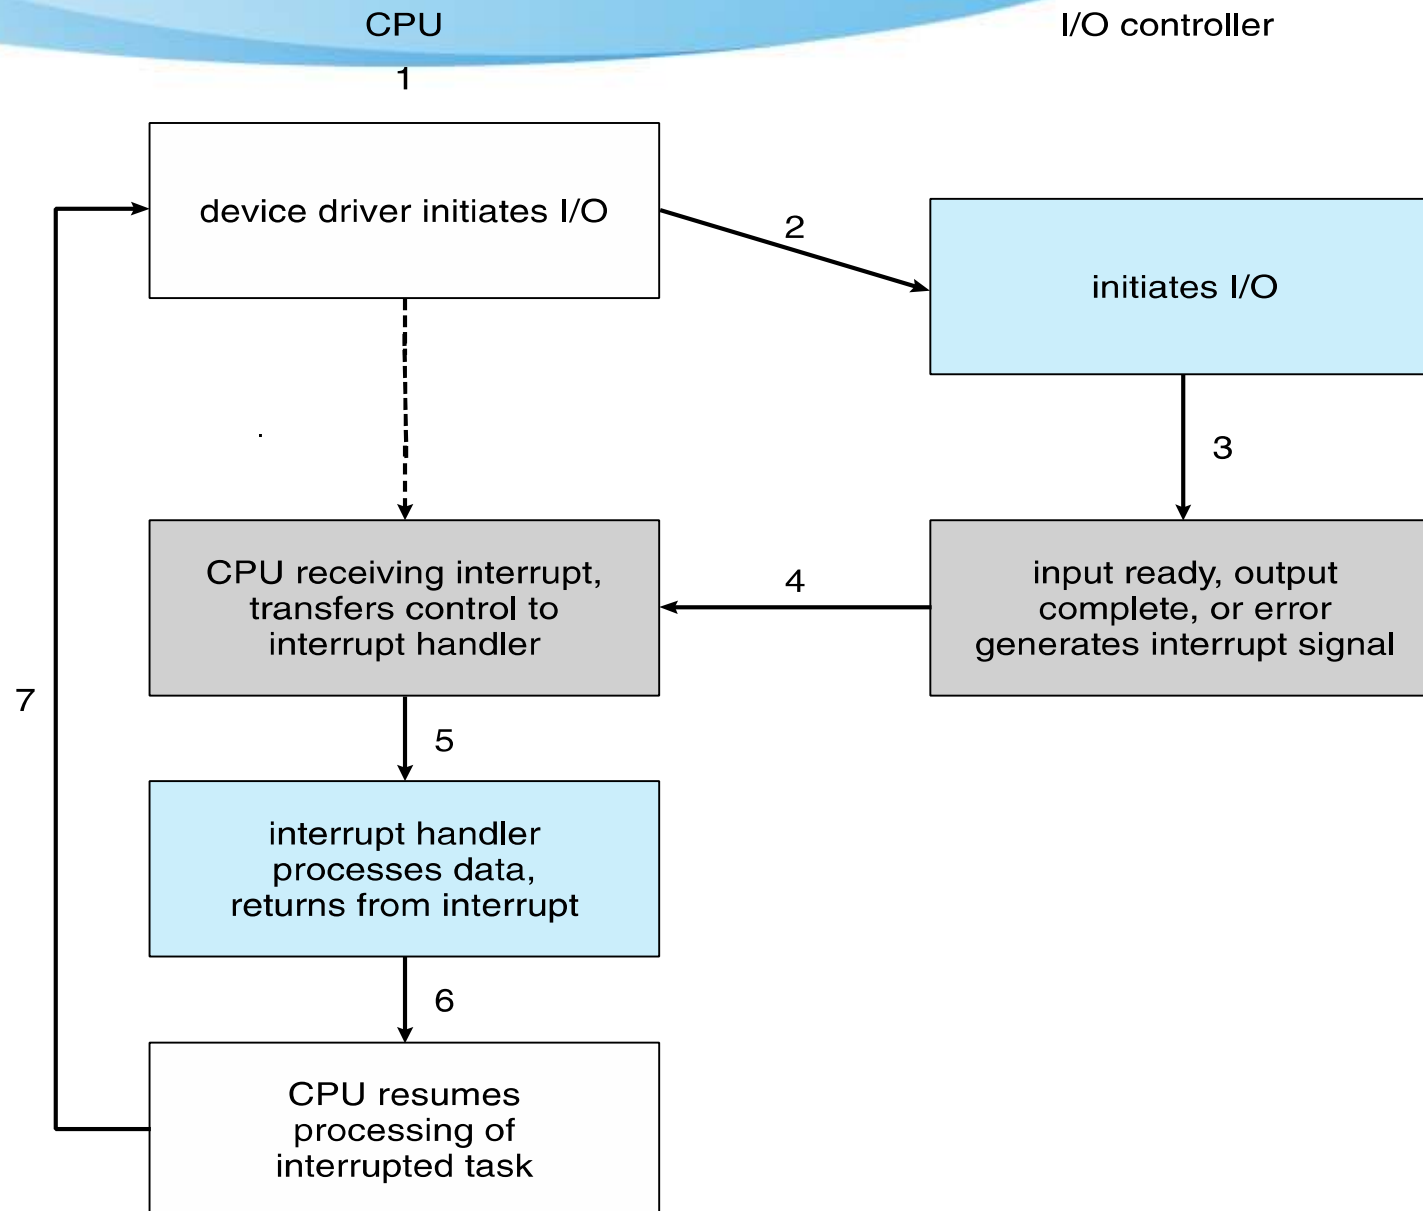 CPU
I/O controller
1
device driver initiates I/O
2
initiates I/O
3
CPU receiving interrupt,
transfers control to
interrupt handler
4
input ready, output
complete, or error
generates interrupt signal
7
5
interrupt handler
processes data,
returns from interrupt
6
CPU resumes
processing of
interrupted task